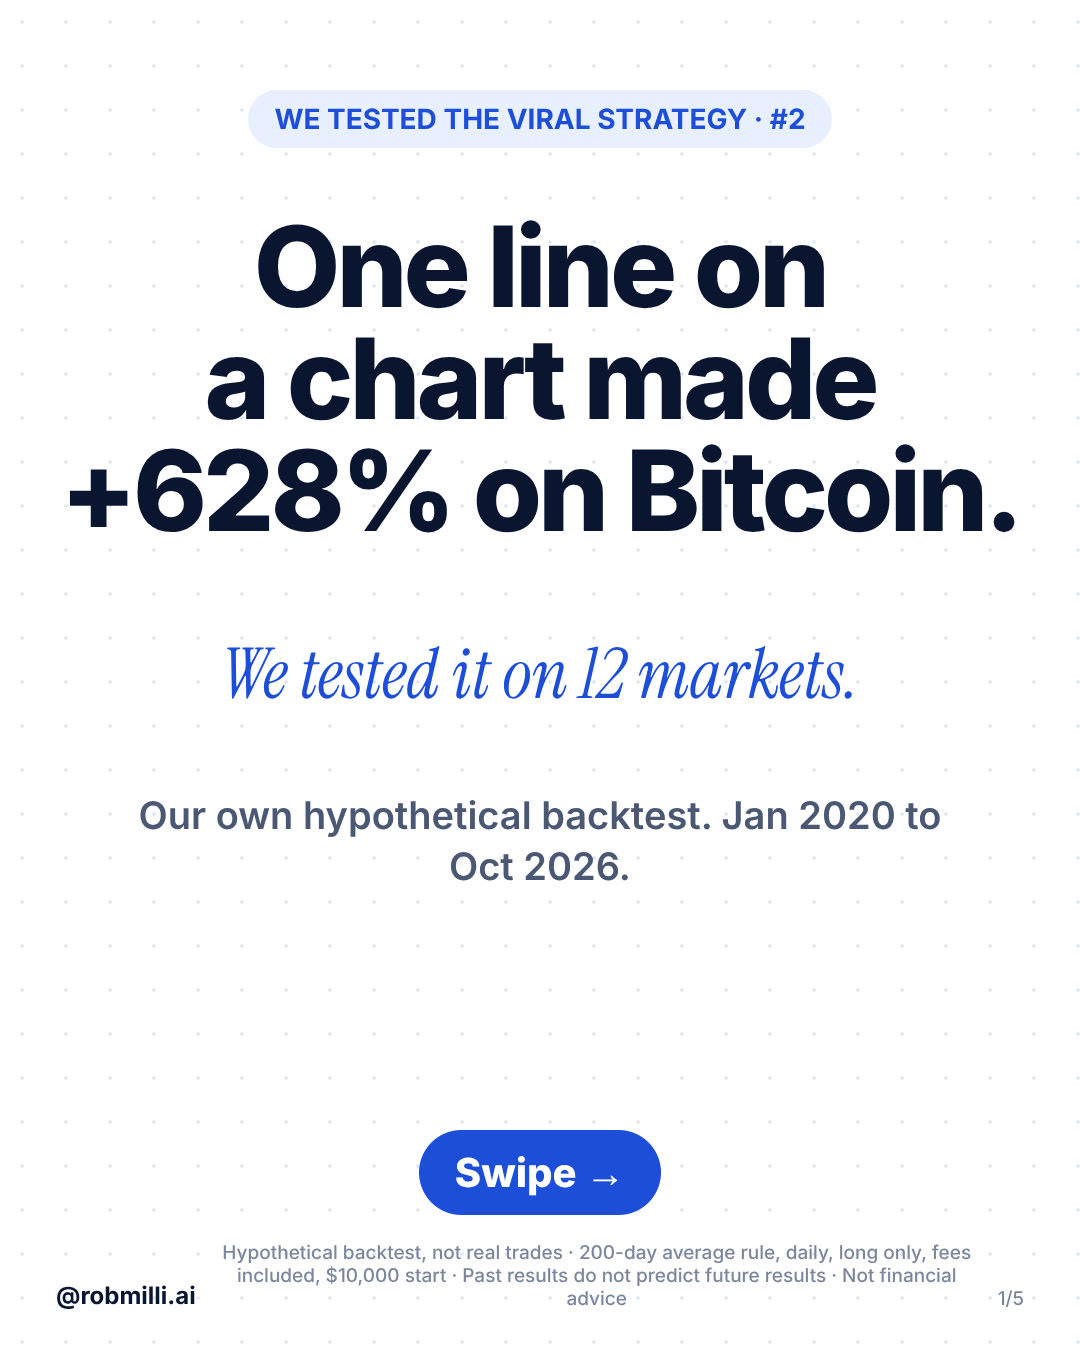 WE TESTED THE VIRAL STRATEGY · #2
One line on
a chart made
+628% on Bitcoin.
We tested it on 12 markets.
Our own hypothetical backtest. Jan 2020 to
Oct 2026.
Swipe →
Hypothetical backtest, not real trades · 200-day average rule, daily, long only, fees
included, $10,000 start · Past results do not predict future results · Not financial
advice
@robmilli.ai
1/5